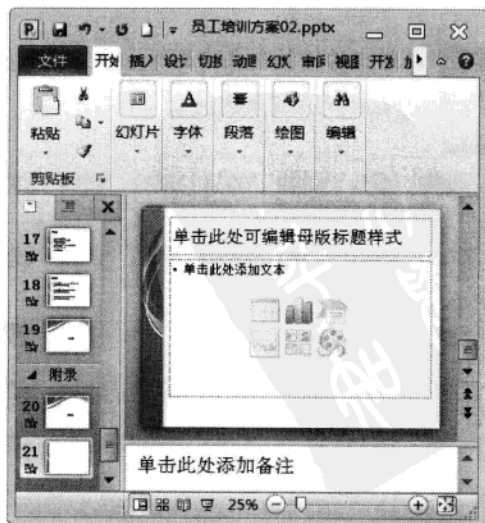 员工培训方案02.pptx
文件 开始 插入 设计 切换 动画 幻灯 审阅 视图 开发
粘贴 幻灯片 字体 段落 绘图 编辑
剪贴板
17
18
19
附录
20
21
单击此处可编辑母版标题样式
• 单击此处添加文本
单击此处添加备注
25%